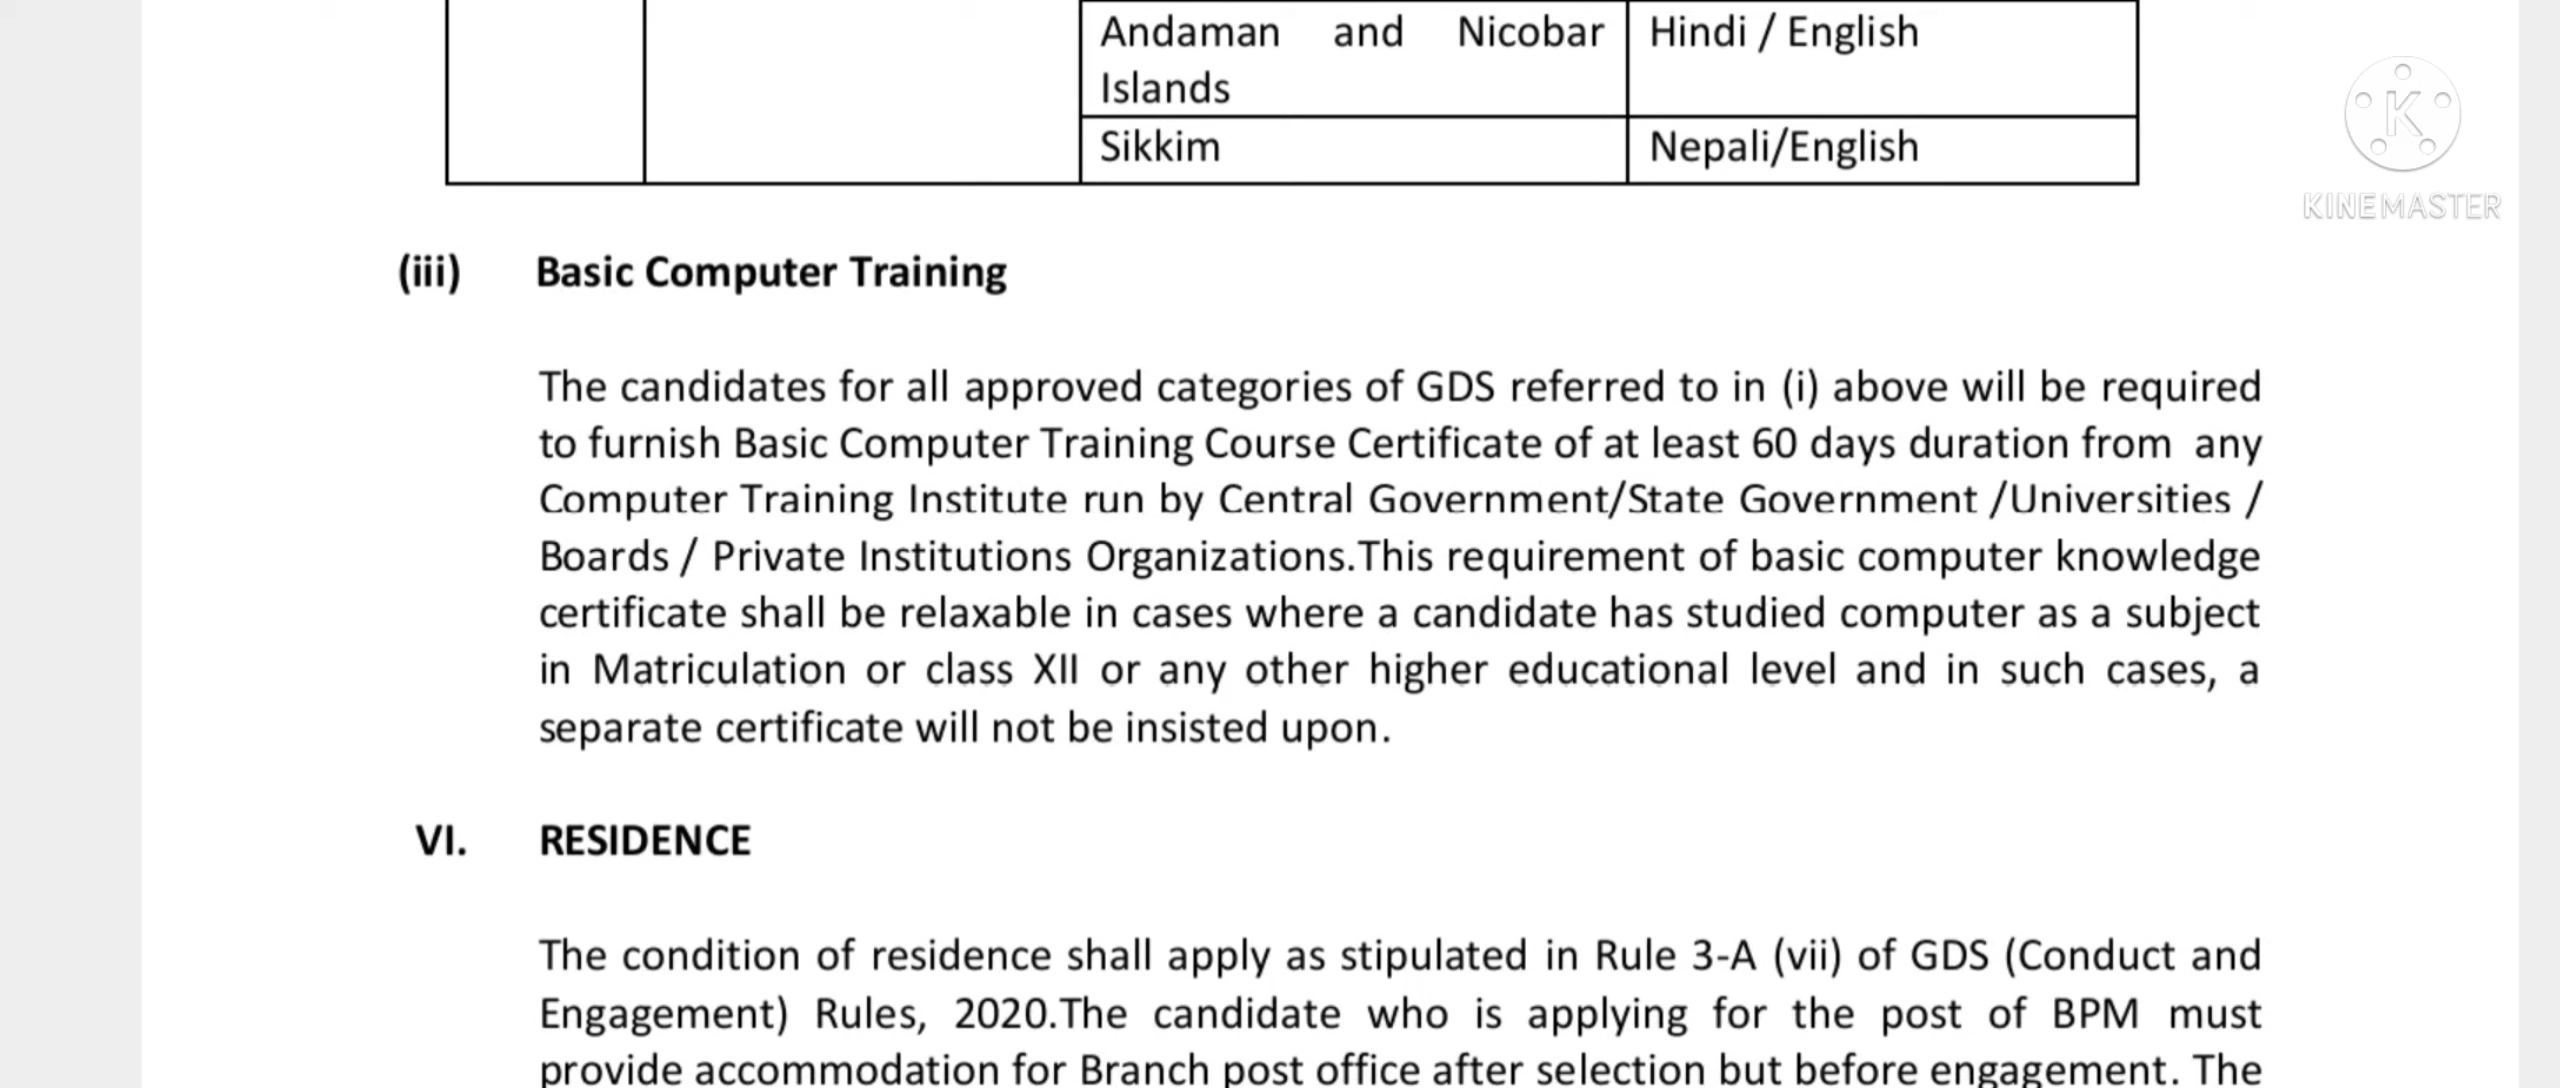 Andaman and Nicobar Hindi / English
Islands
Sikkim Nepali/English
K
KINEMASTER
(iii) Basic Computer Training
The candidates for all approved categories of GDS referred to in (i) above will be required
to furnish Basic Computer Training Course Certificate of at least 60 days duration from any
Computer Training Institute run by Central Government/State Government /Universities /
Boards / Private Institutions Organizations.This requirement of basic computer knowledge
certificate shall be relaxable in cases where a candidate has studied computer as a subject
in Matriculation or class XII or any other higher educational level and in such cases, a
separate certificate will not be insisted upon.
VI. RESIDENCE
The condition of residence shall apply as stipulated in Rule 3-A (vii) of GDS (Conduct and
Engagement) Rules, 2020.The candidate who is applying for the post of BPM must
provide accommodation for Branch post office after selection but before engagement. The